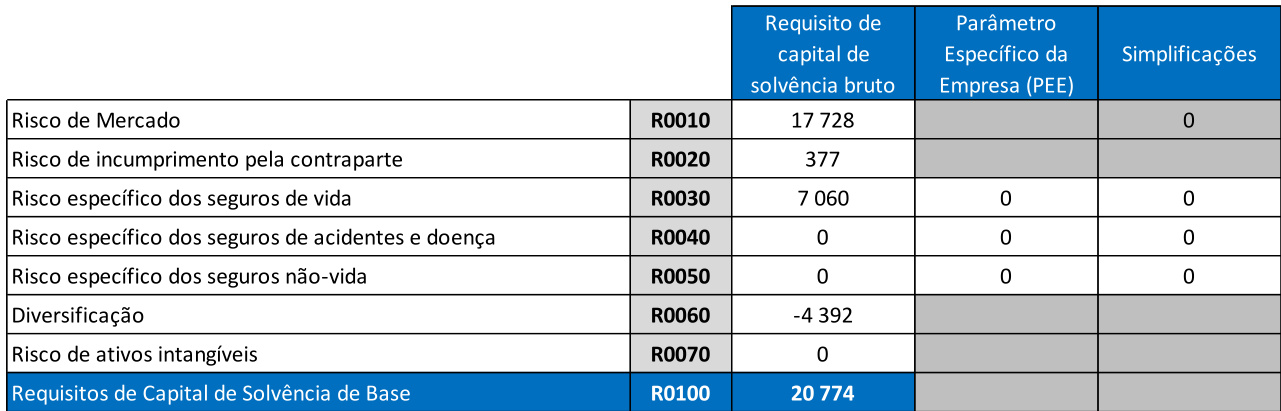 Requisito de capital de solvência bruto Parâmetro Específico da Empresa (PEE) Simplificações
Risco de Mercado R0010 17 728 0
Risco de incumprimento pela contraparte R0020 377
Risco específico dos seguros de vida R0030 7 060 0 0
Risco específico dos seguros de acidentes e doença R0040 0 0 0
Risco específico dos seguros não-vida R0050 0 0 0
Diversificação R0060 -4 392
Risco de ativos intangíveis R0070 0
Requisitos de Capital de Solvência de Base R0100 20 774